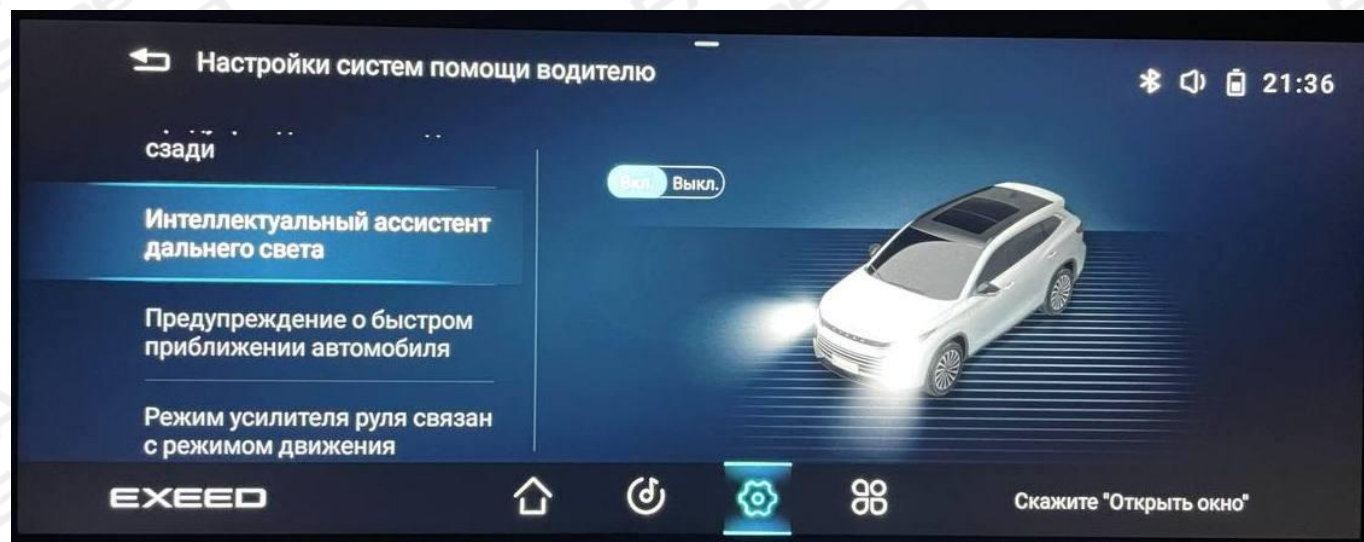 Настройки систем помощи водителю
21:36
сзади
Вкл. Выкл.
Интеллектуальный ассистент
дальнего света
Предупреждение о быстром
приближении автомобиля
Режим усилителя руля связан
с режимом движения
EXEED
Скажите "Открыть окно"